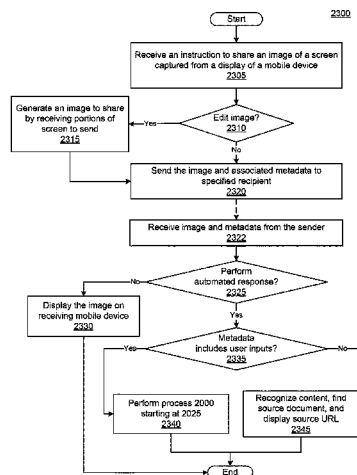 2300
Start
Receive an instruction to share an image of a screen
captured from a display of a mobile device
2305
Edit image?
2310
Yes
No
Generate an image to share
by receiving portions of
screen to send
2315
Send the image and associated metadata to
specified recipient
2320
Receive image and metadata from the sender
2322
Perform
automated response?
2325
No
Yes
Display the image on
receiving mobile device
2330
Metadata
includes user inputs?
2335
Yes
No
Perform process 2000
starting at 2025
2340
Recognize content, find
source document, and
display source URL
2345
End